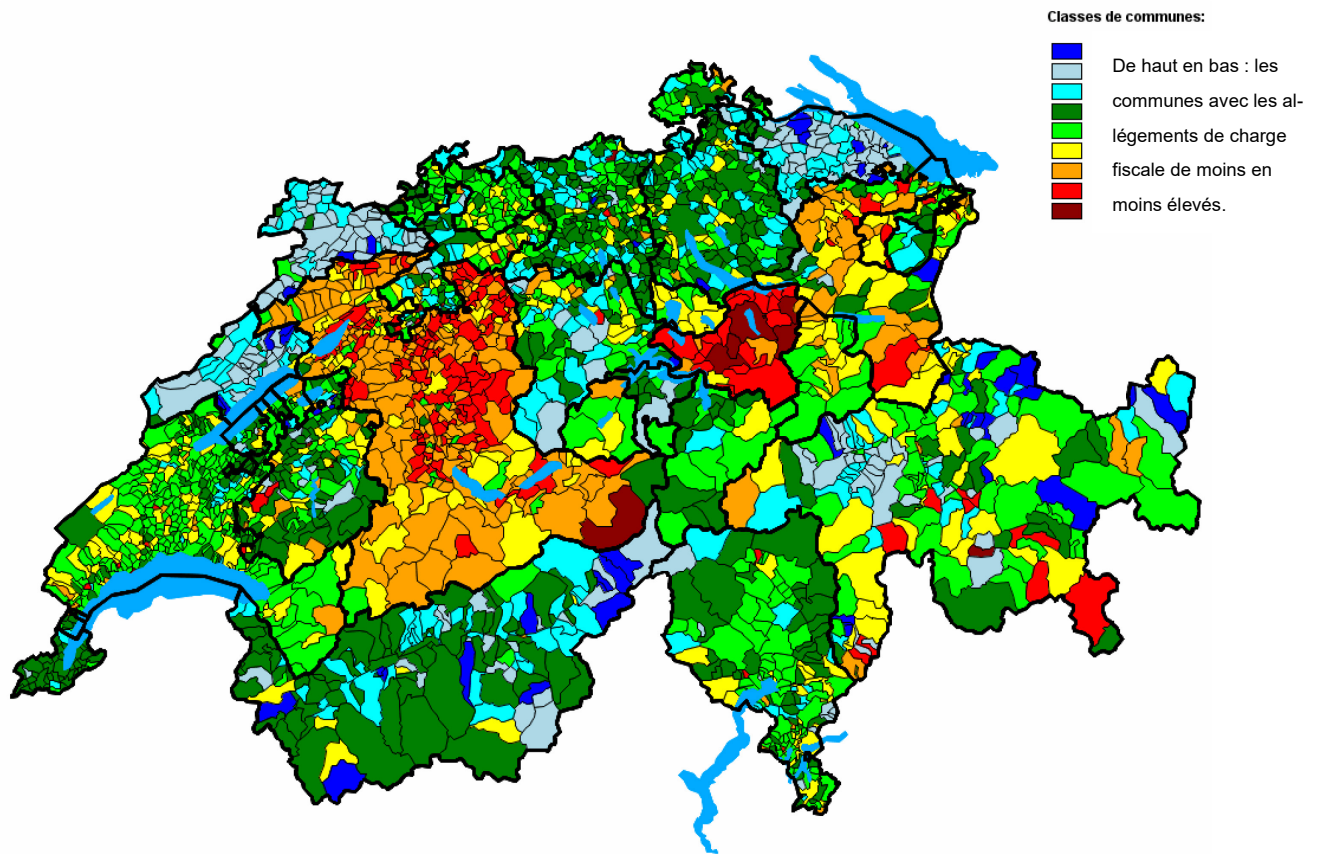 Classes de communes:
De haut en bas : les
communes avec les al-
légements de charge
fiscale de moins en
moins élevés.